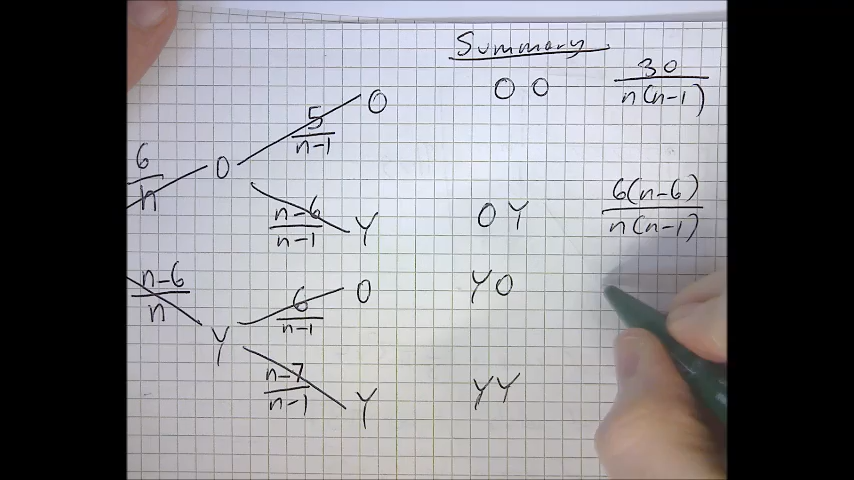 Summary
O O 30/n(n-1)
5/n-1 O
6/n O
n-6/n-1 Y O Y 6(n-6)/n(n-1)
n-6/n 6/n-1 O Y O
Y
n-7/n-1 Y Y Y